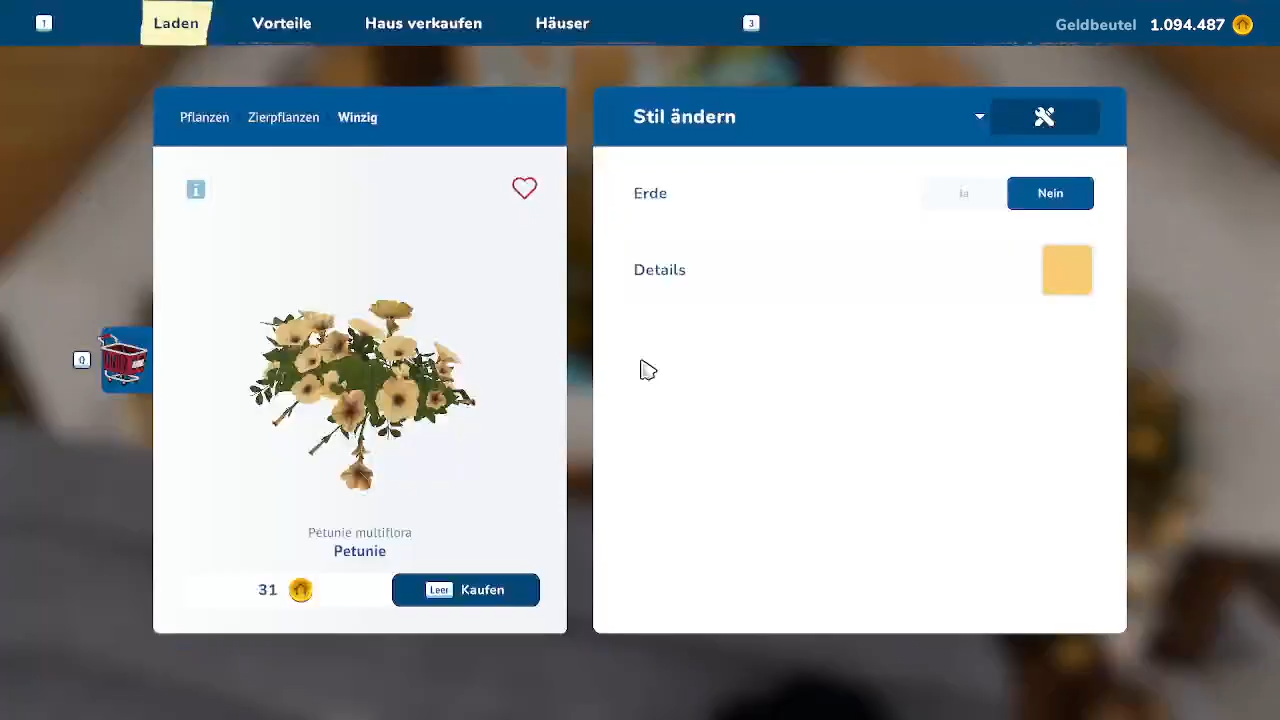 1 Laden Vorteile Haus verkaufen Häuser 3 Geldbeutel 1.094.487
Pflanzen Zierpflanzen Winzig
Stil ändern
i
Erde Ja Nein
Details
Q
Petunie multiflora
Petunie
31 Leer Kaufen